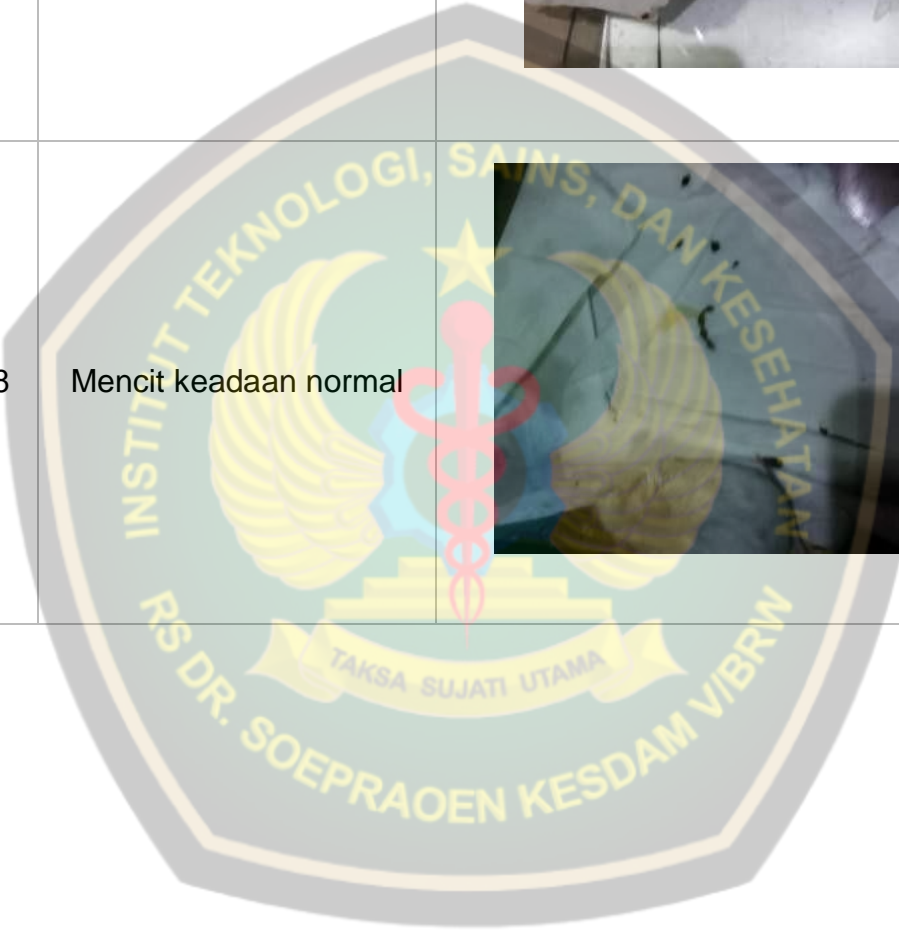 3 Mencit keadaan normal
INSTITUT TEKNOLOGI, SAINS, DAN KESEHATAN
TAKSA SUJATI UTAMA
RS DR. SOEPRAOEN KESDAM V/BRW